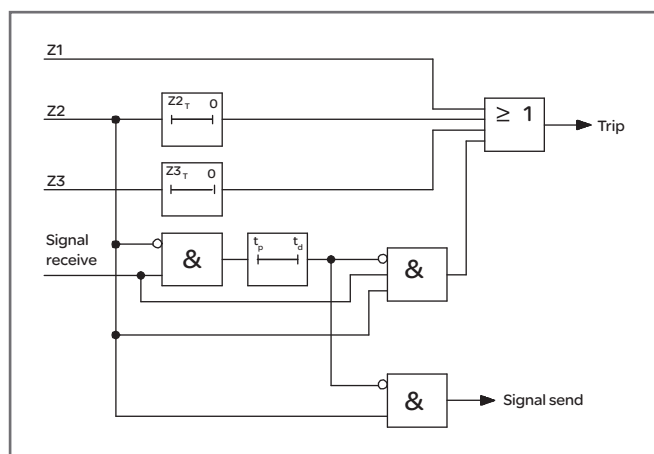 Z1
Z2
Z2T 0
≥ 1
Trip
Z3
Z3T 0
Signal
receive
&
tp td
&
&
Signal send